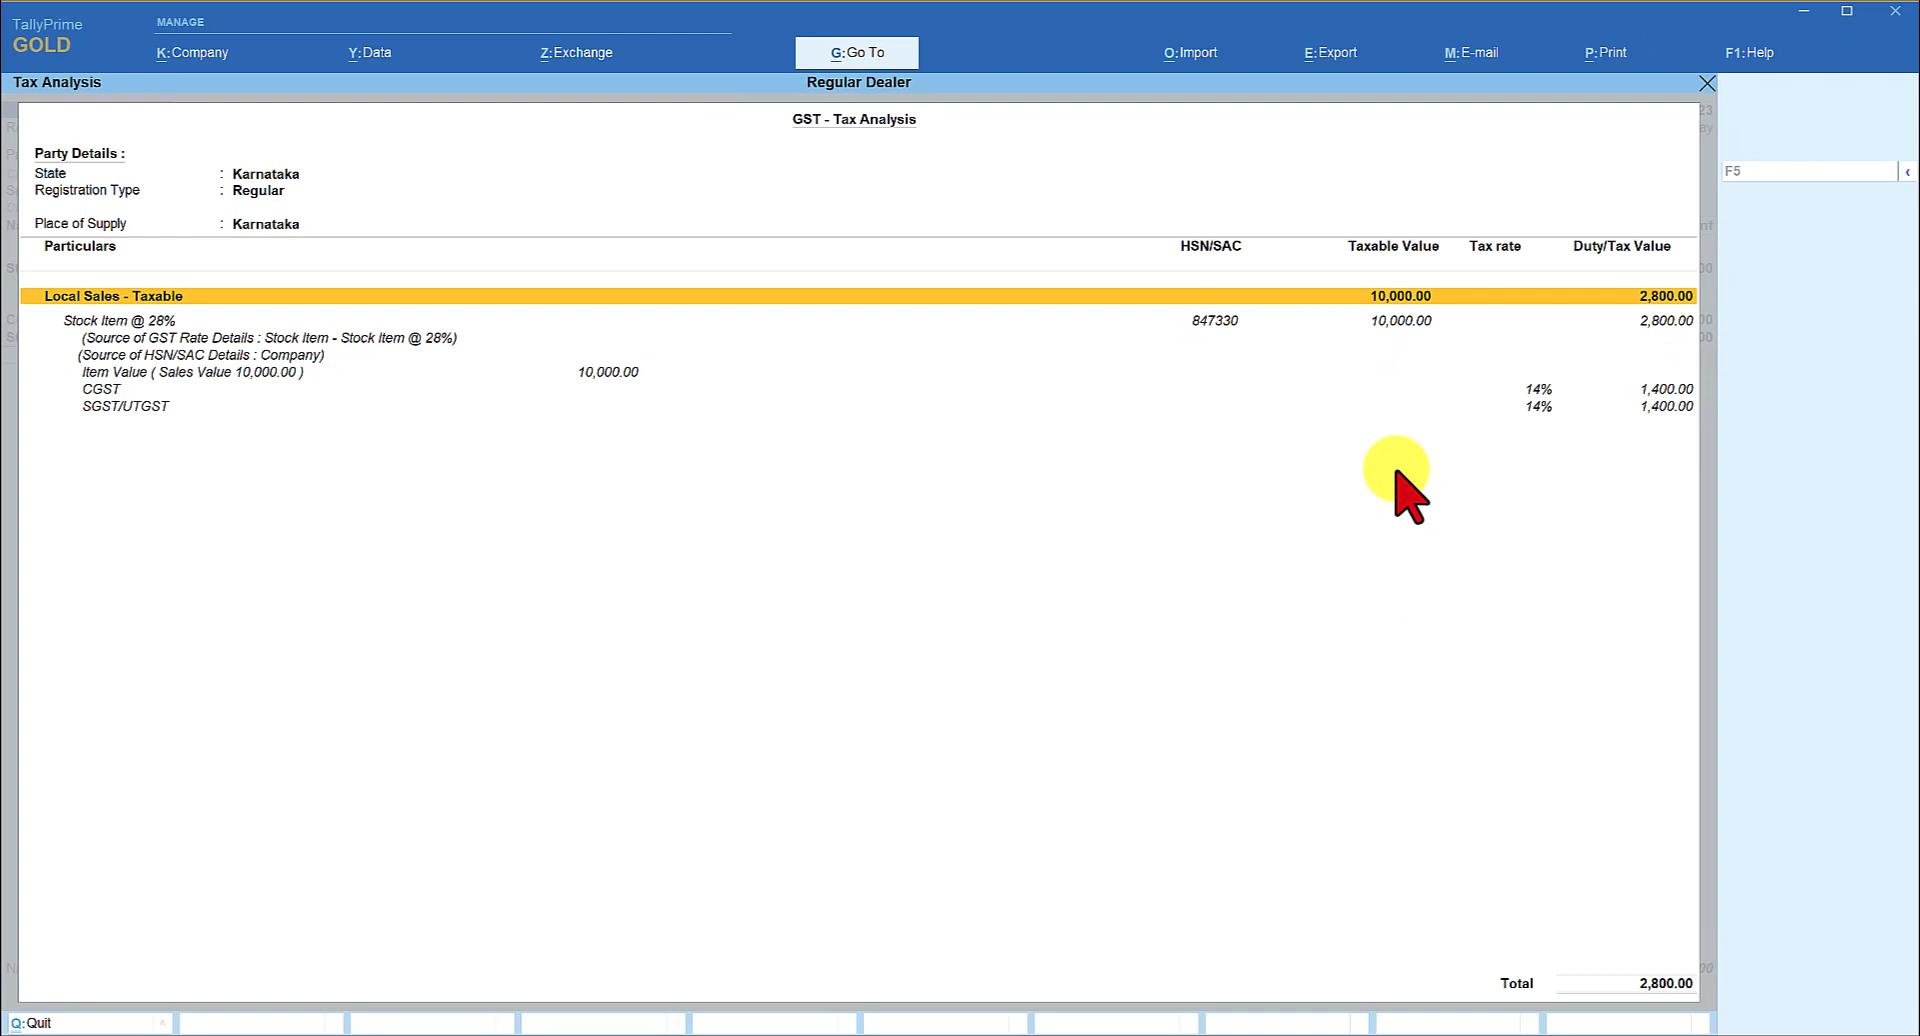 TallyPrime
GOLD
MANAGE
K:Company Y:Data Z:Exchange G:Go To O:Import E:Export M:E-mail P:Print F1:Help
Tax Analysis Regular Dealer
GST - Tax Analysis
Party Details :
State : Karnataka
Registration Type : Regular
F5
Place of Supply : Karnataka
Particulars HSN/SAC Taxable Value Tax rate Duty/Tax Value
Local Sales - Taxable 10,000.00 2,800.00
Stock Item @ 28% 847330 10,000.00 2,800.00
(Source of GST Rate Details : Stock Item - Stock Item @ 28%)
(Source of HSN/SAC Details : Company)
Item Value ( Sales Value 10,000.00 ) 10,000.00
CGST 14% 1,400.00
SGST/UTGST 14% 1,400.00
Total 2,800.00
Q:Quit